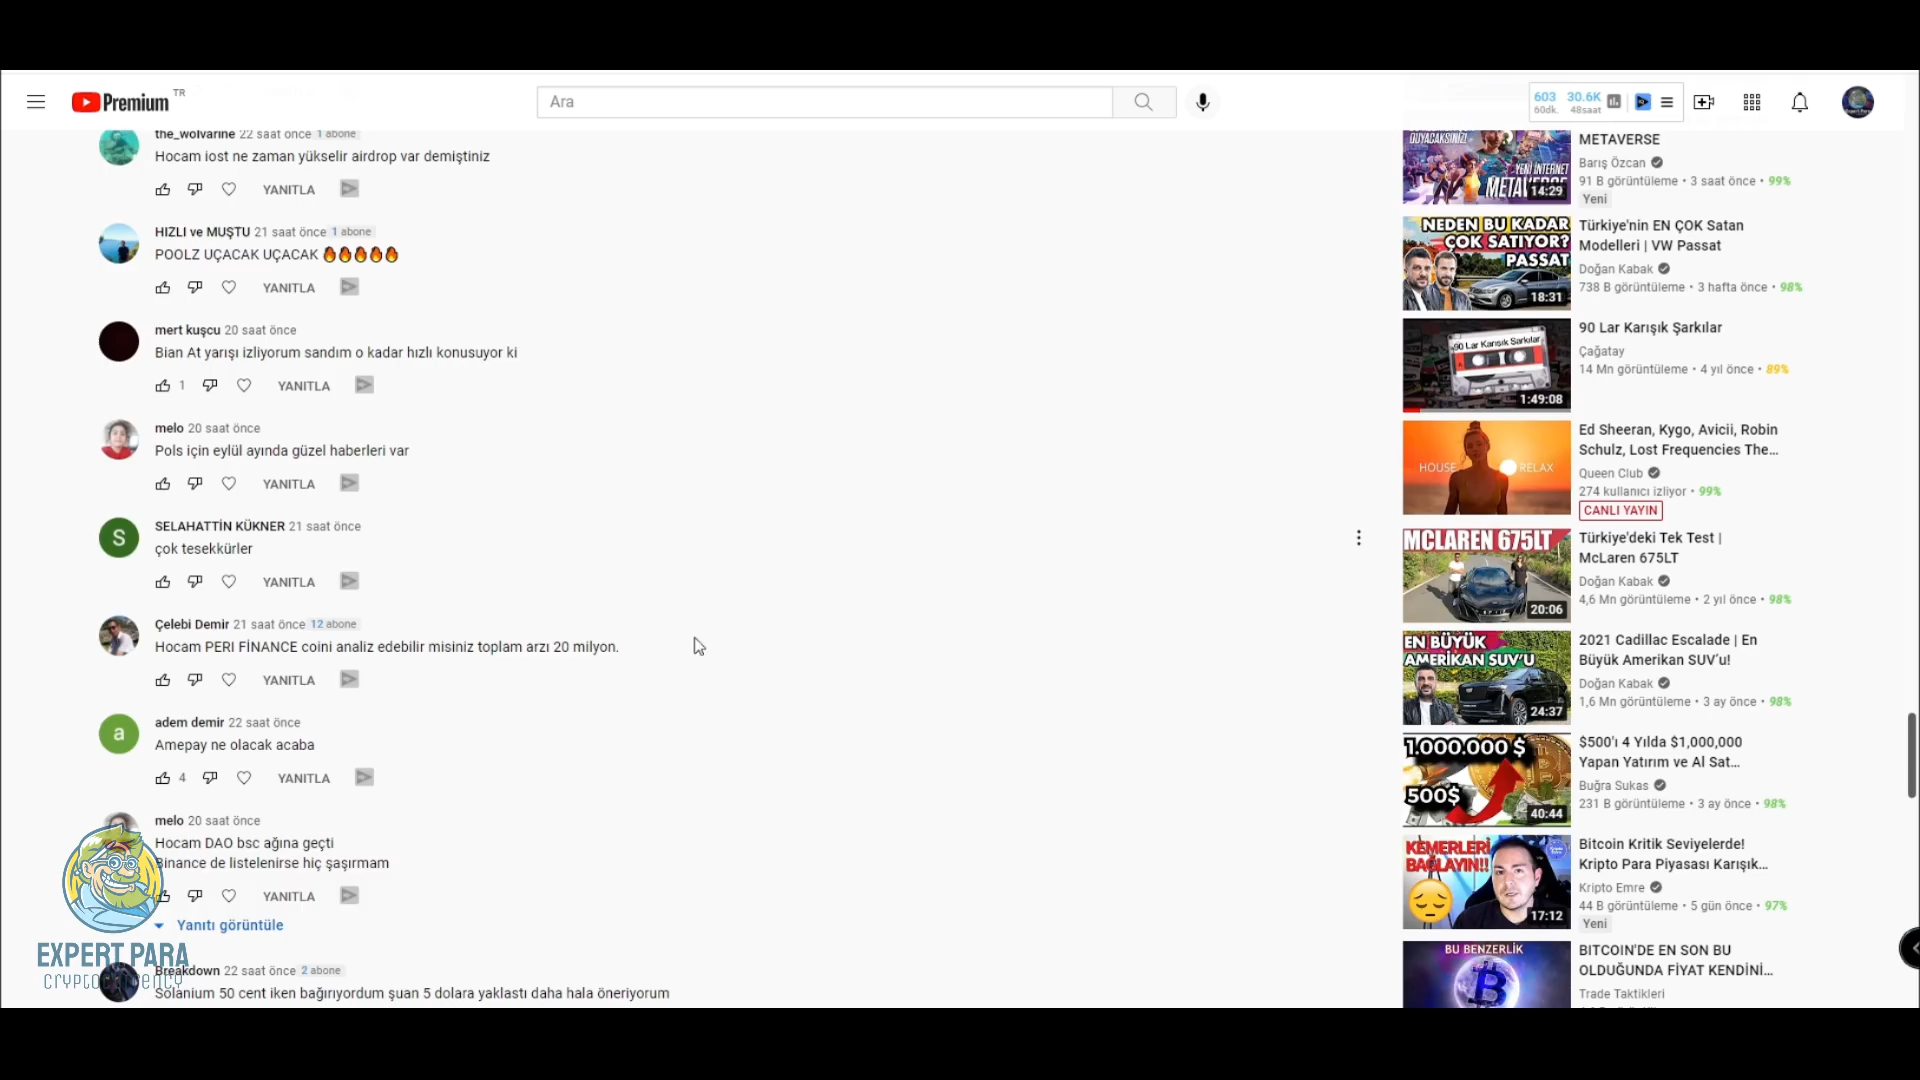 Premium TR
Ara
603 30.6K
60dk. 48saat
the_wolvarine 22 saat önce 1 abone
Hocam iost ne zaman yükselir airdrop var demiştiniz
YANITLA
HIZLI ve MUŞTU 21 saat önce 1 abone
POOLZ UÇACAK UÇACAK 🔥🔥🔥🔥🔥
YANITLA
mert kuşcu 20 saat önce
Bian At yarışı izliyorum sandım o kadar hızlı konusuyor ki
1 YANITLA
melo 20 saat önce
Pols için eylül ayında güzel haberleri var
YANITLA
S
SELAHATTİN KÜKNER 21 saat önce
çok tesekkürler
YANITLA
Çelebi Demir 21 saat önce 12 abone
Hocam PERI FİNANCE coini analiz edebilir misiniz toplam arzı 20 milyon.
YANITLA
a
adem demir 22 saat önce
Amepay ne olacak acaba
4 YANITLA
melo 20 saat önce
Hocam DAO bsc ağına geçti
Binance de listelenirse hiç şaşırmam
YANITLA
Yanıtı görüntüle
Breakdown 22 saat önce 2 abone
Solanium 50 cent iken bağırıyordum şuan 5 dolara yaklastı daha hala öneriyorum
EXPERT PARA
CRYPTOCURRENCY
DUYACAKSINIZ
YENİ İNTERNET
METAVERSE
14:29
METAVERSE
Barış Özcan
91 B görüntüleme • 3 saat önce • 99%
Yeni
NEDEN BU KADAR
ÇOK SATIYOR?
PASSAT
18:31
Türkiye'nin EN ÇOK Satan
Modelleri | VW Passat
Doğan Kabak
738 B görüntüleme • 3 hafta önce • 98%
90 Lar Karışık Şarkılar
1:49:08
90 Lar Karışık Şarkılar
Çağatay
14 Mn görüntüleme • 4 yıl önce • 89%
HOUSE RELAX
Ed Sheeran, Kygo, Avicii, Robin
Schulz, Lost Frequencies The...
Queen Club
274 kullanıcı izliyor • 99%
CANLI YAYIN
MCLAREN 675LT
20:06
Türkiye'deki Tek Test |
McLaren 675LT
Doğan Kabak
4,6 Mn görüntüleme • 2 yıl önce • 98%
EN BÜYÜK
AMERİKAN SUV'U
24:37
2021 Cadillac Escalade | En
Büyük Amerikan SUV'u!
Doğan Kabak
1,6 Mn görüntüleme • 3 ay önce • 98%
1.000.000 $
500$
40:44
$500'ı 4 Yılda $1,000,000
Yapan Yatırım ve Al Sat...
Buğra Sukas
231 B görüntüleme • 3 ay önce • 98%
KEMERLERİ
BAĞLAYIN!!
17:12
Bitcoin Kritik Seviyelerde!
Kripto Para Piyasası Karışık...
Kripto Emre
44 B görüntüleme • 5 gün önce • 97%
Yeni
BU BENZERLİK
BITCOIN'DE EN SON BU
OLDUĞUNDA FİYAT KENDİNİ...
Trade Taktikleri